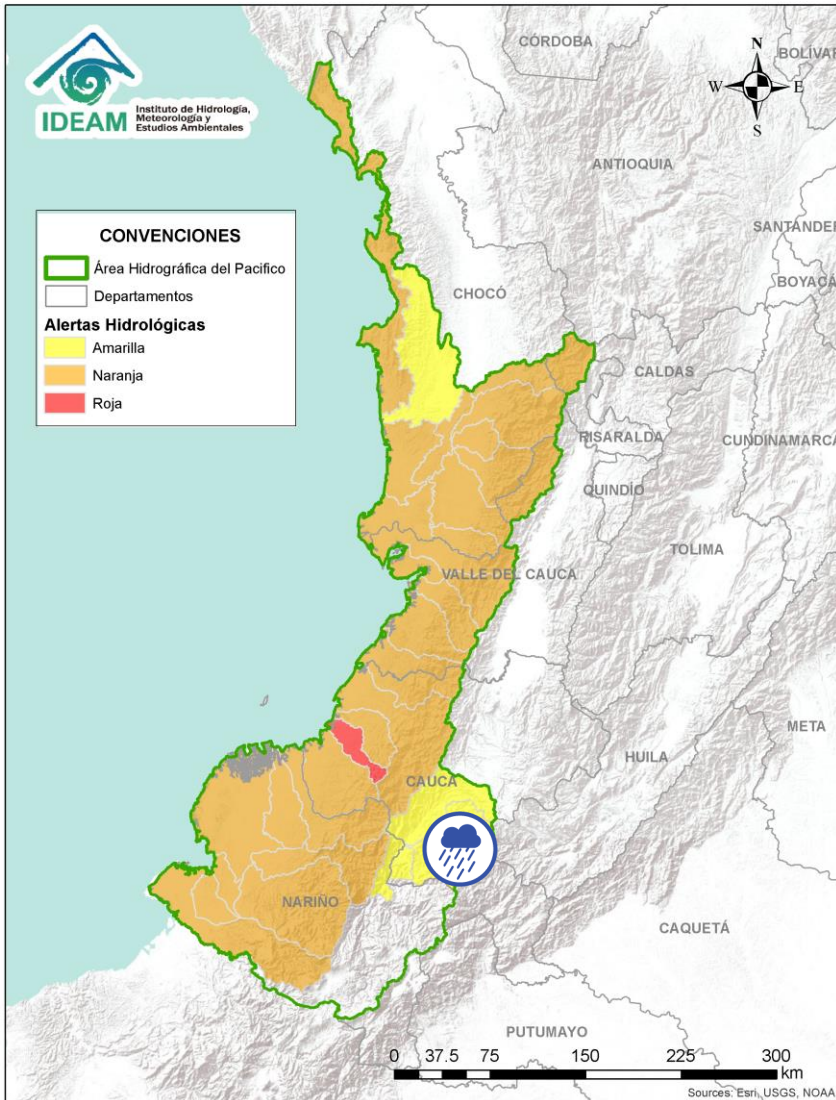 IDEAM
Instituto de Hidrología,
Meteorología y
Estudios Ambientales
CÓRDOBA
BOLÍVAR
N
W
E
S
ANTIOQUIA
SANTANDER
BOYACÁ
CONVENCIONES
Área Hidrográfica del Pacifico
Departamentos
Alertas Hidrológicas
Amarilla
Naranja
Roja
CHOCÓ
CALDAS
RISARALDA
CUNDINAMARCA
QUINDÍO
TOLIMA
VALLE DEL CAUCA
META
HUILA
CAUCA
NARIÑO
CAQUETÁ
PUTUMAYO
0 37.5 75 150 225 300
km
Sources: Esri, USGS, NOAA